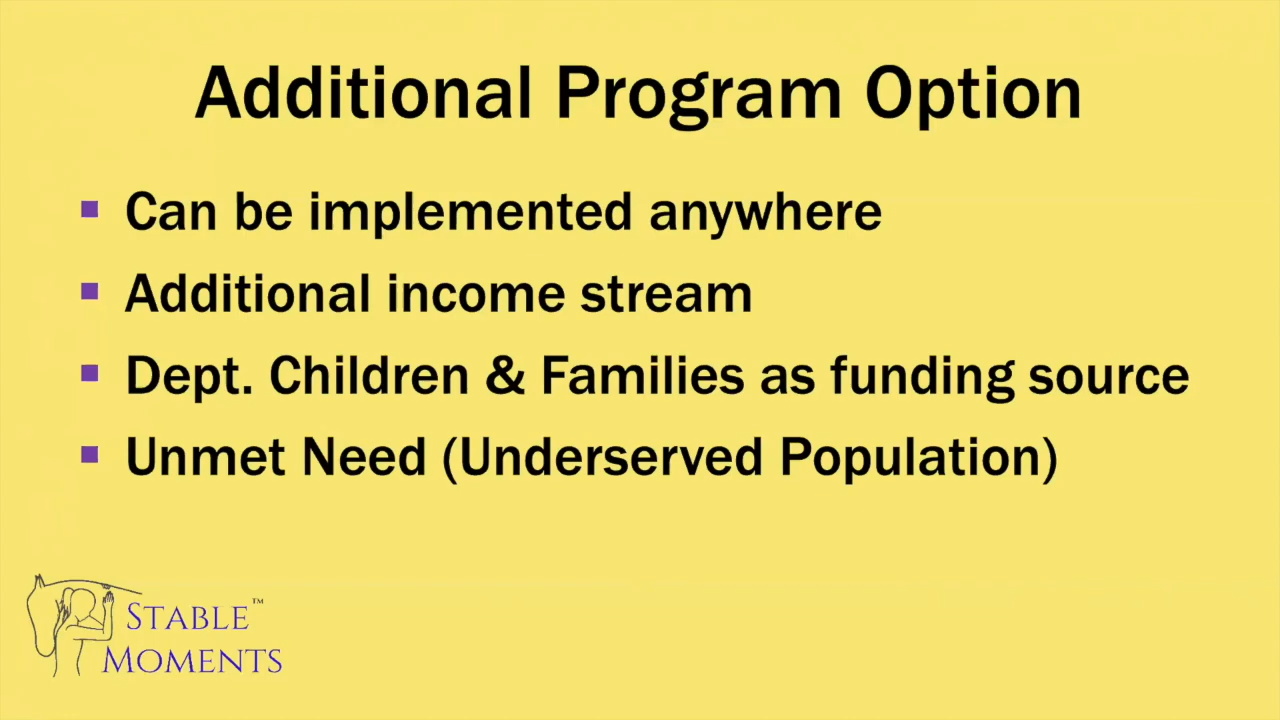 Additional Program Option
▪ Can be implemented anywhere
▪ Additional income stream
▪ Dept. Children & Families as funding source
▪ Unmet Need (Underserved Population)
STABLE™
MOMENTS